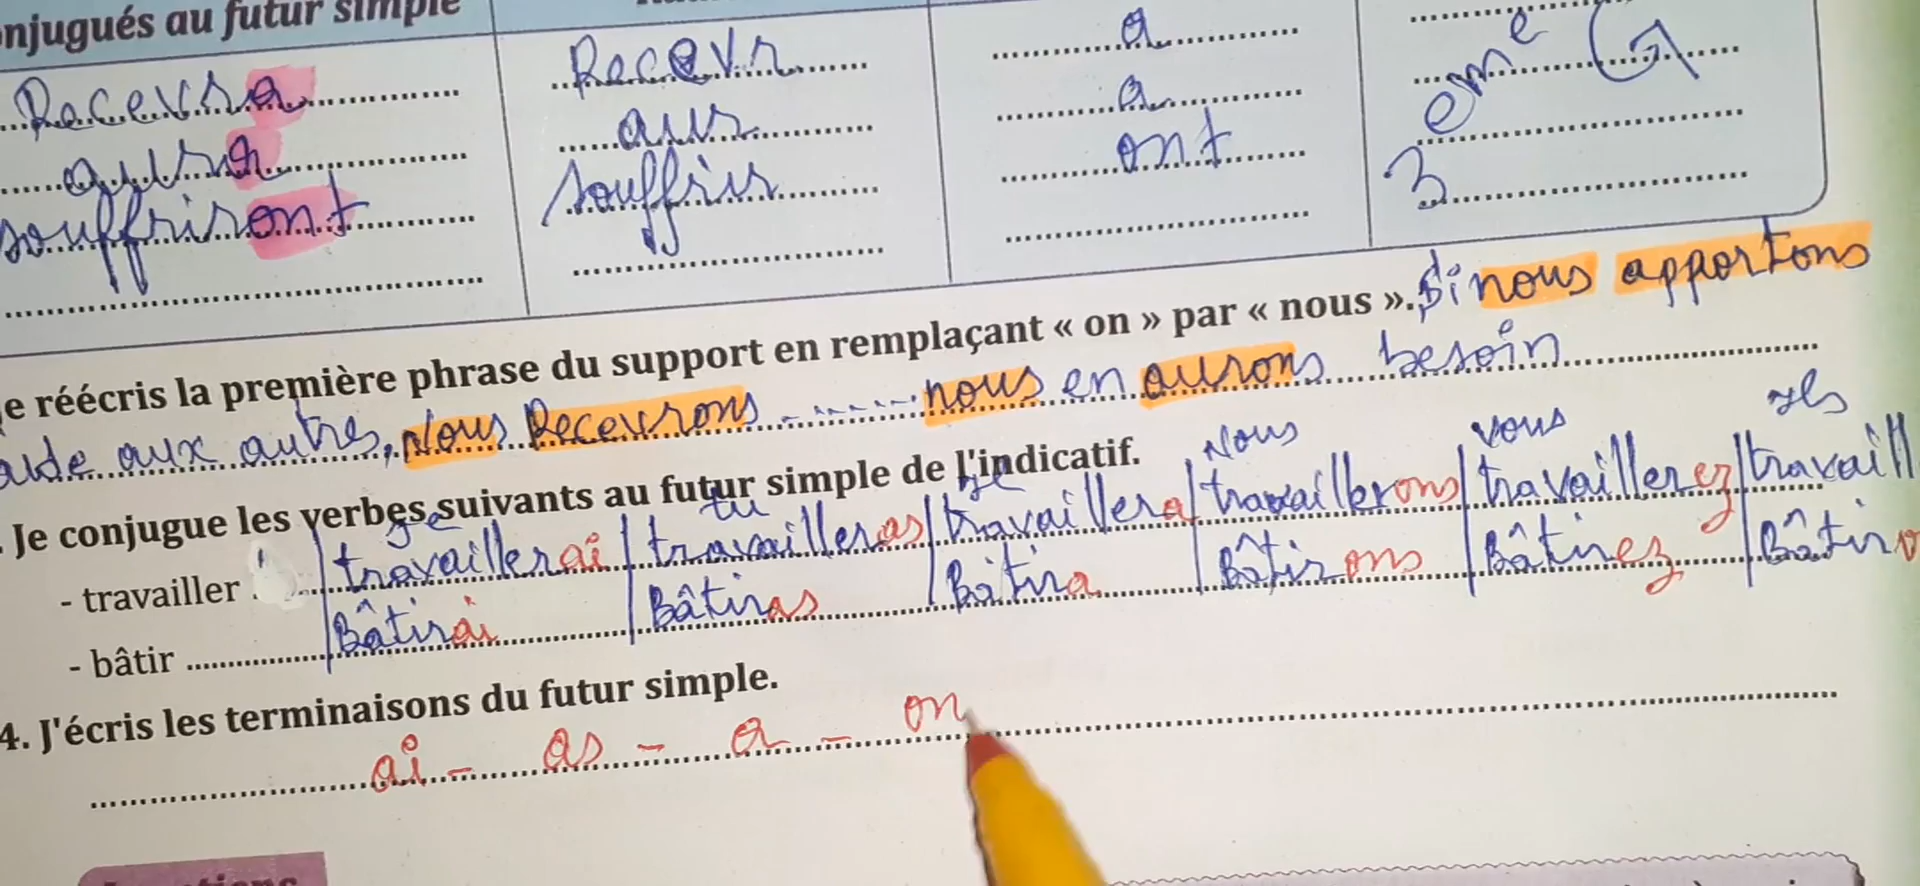 njugués au futur simple
Recevra Recevr a
aura aur a eme G
souffriront souffrir ont 3
e réécris la première phrase du support en remplaçant « on » par « nous ». Si nous apportons
aide aux autres, Nous Recevrons - - - - - - nous en aurons besoin
Je conjugue les verbes suivants au futur simple de l'indicatif.
je tu Nous vous ils
- travailler travaillerai travailleras travaillera travaillerons travaillerez travaill
- bâtir Bâtirai Bâtiras Bâtira Bâtirons Bâtirez Bâtiro
4. J'écris les terminaisons du futur simple.
ai - as - a - on